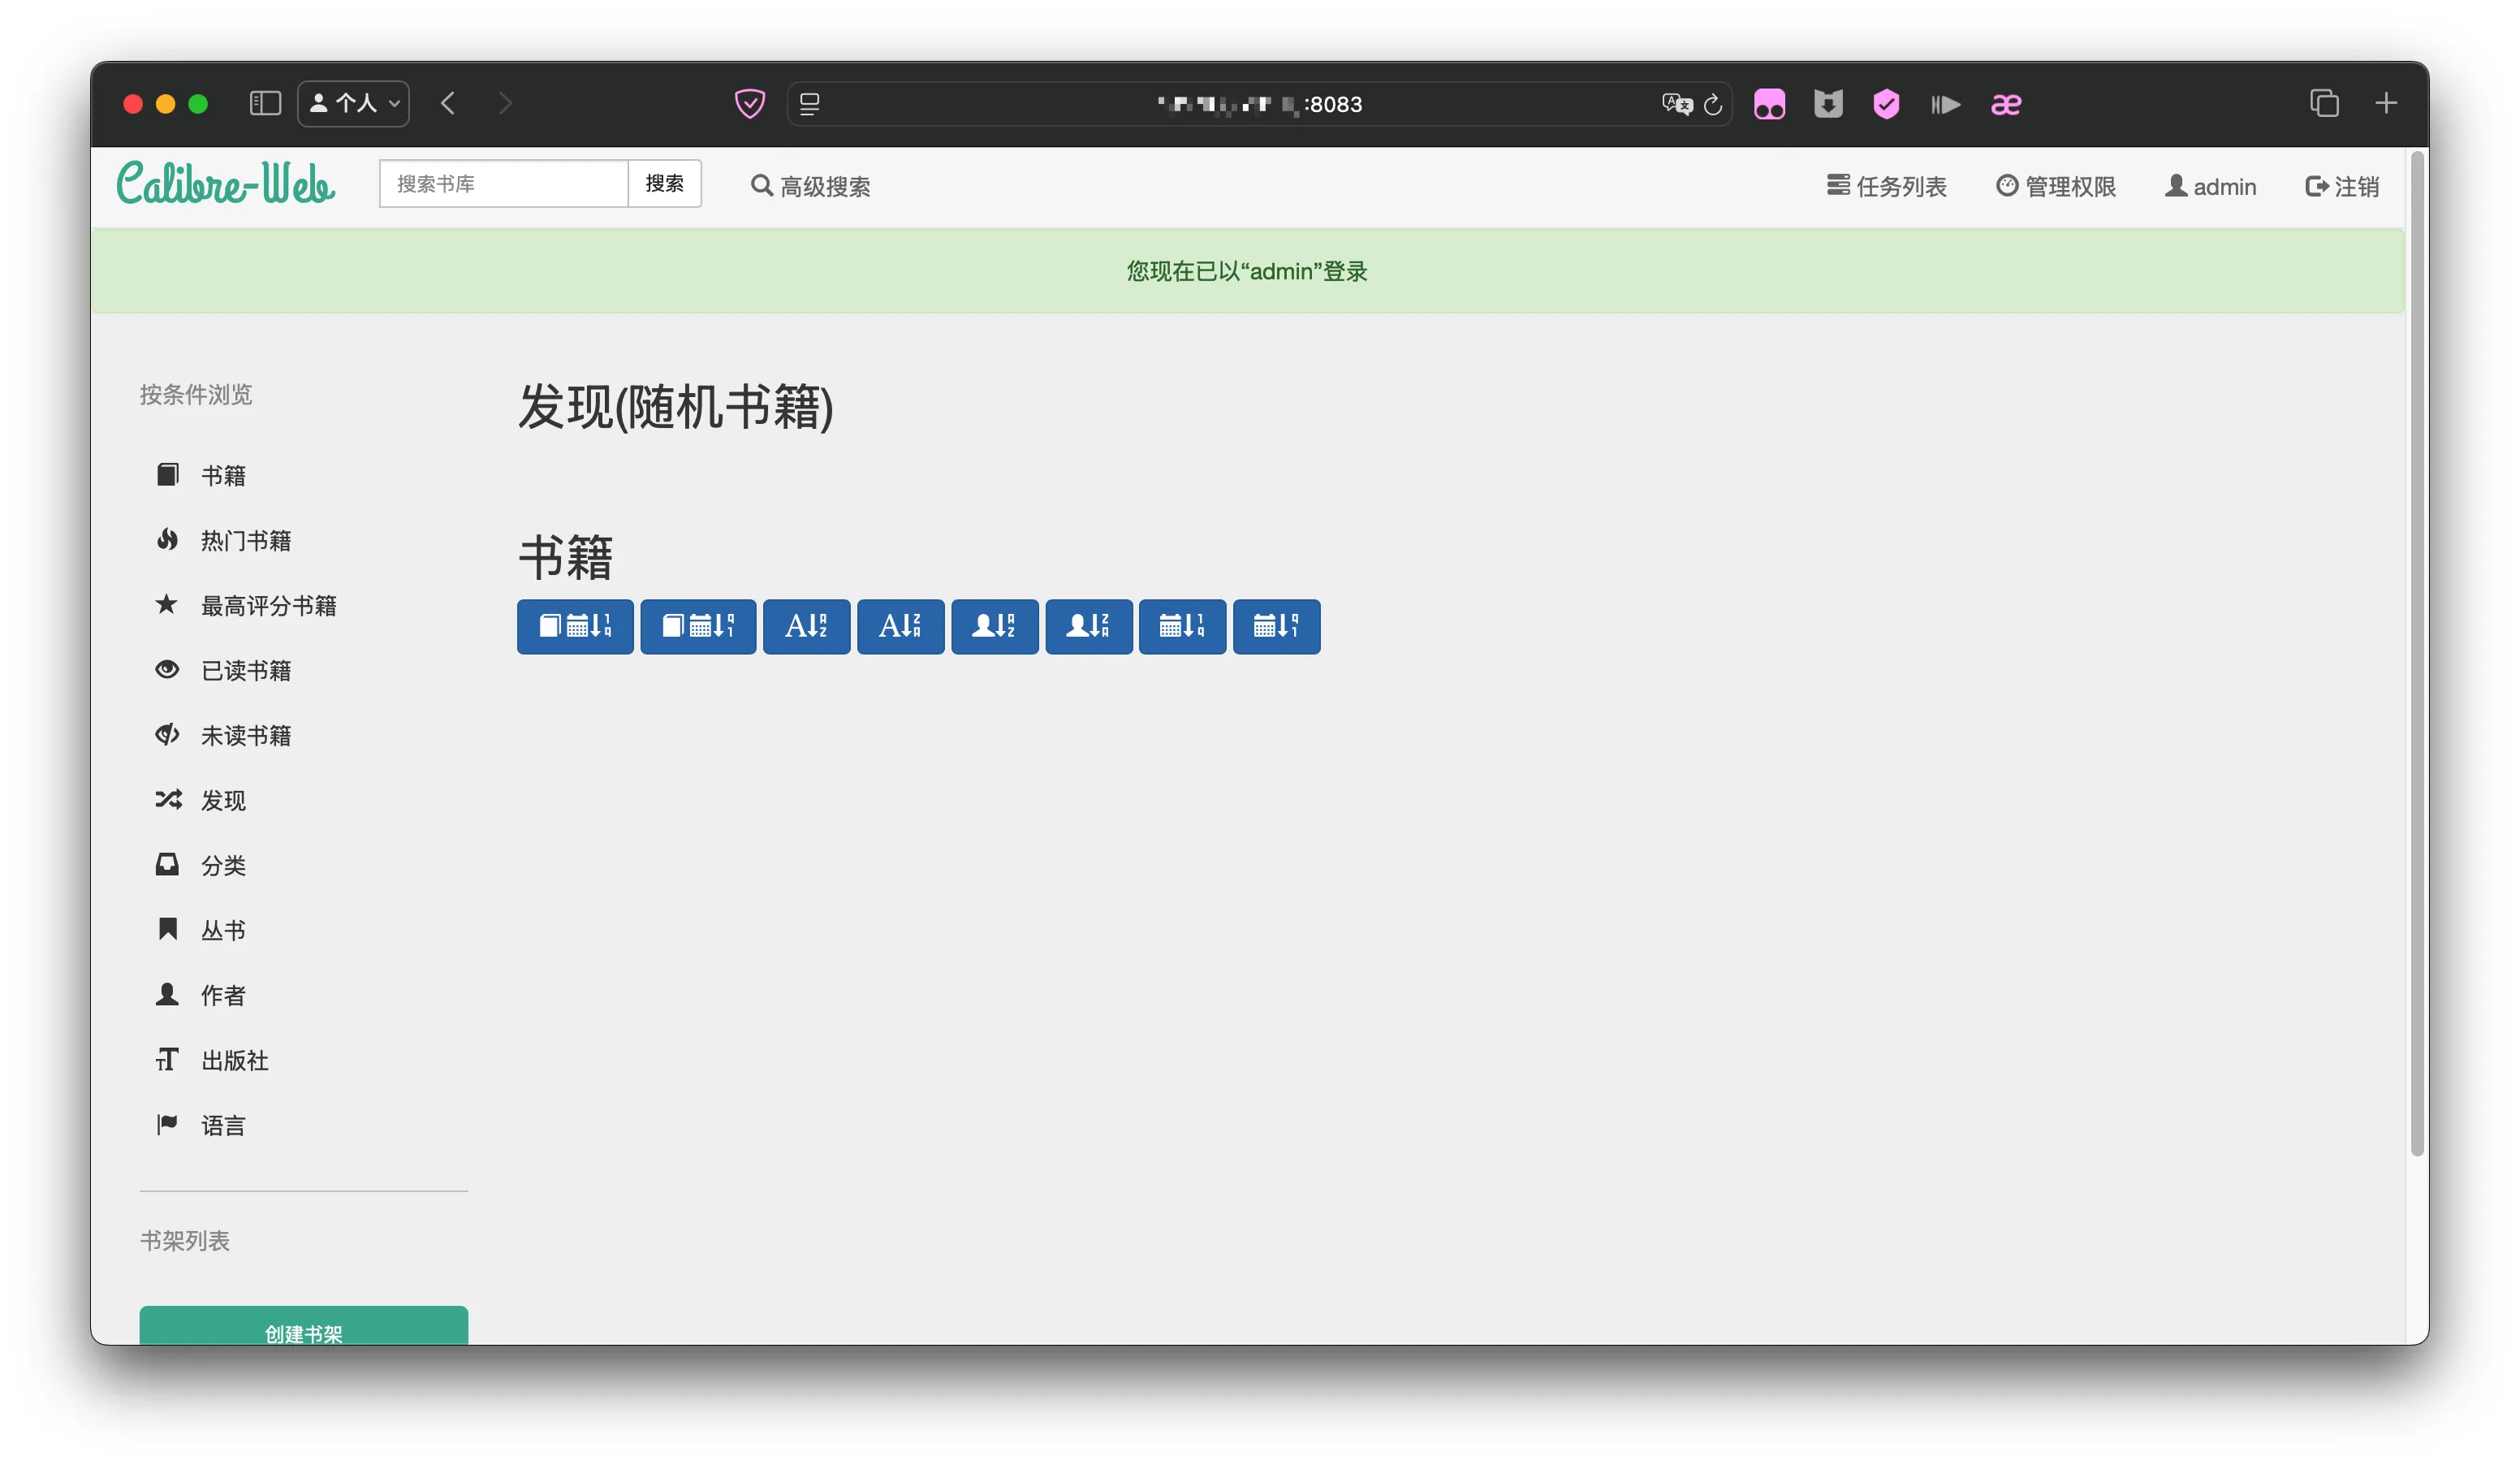 个人
:8083
Calibre-Web
搜索书库
搜索
高级搜索
任务列表
管理权限
admin
注销
您现在已以“admin”登录
按条件浏览
书籍
热门书籍
最高评分书籍
已读书籍
未读书籍
发现
分类
丛书
作者
出版社
语言
书架列表
创建书架
发现(随机书籍)
书籍